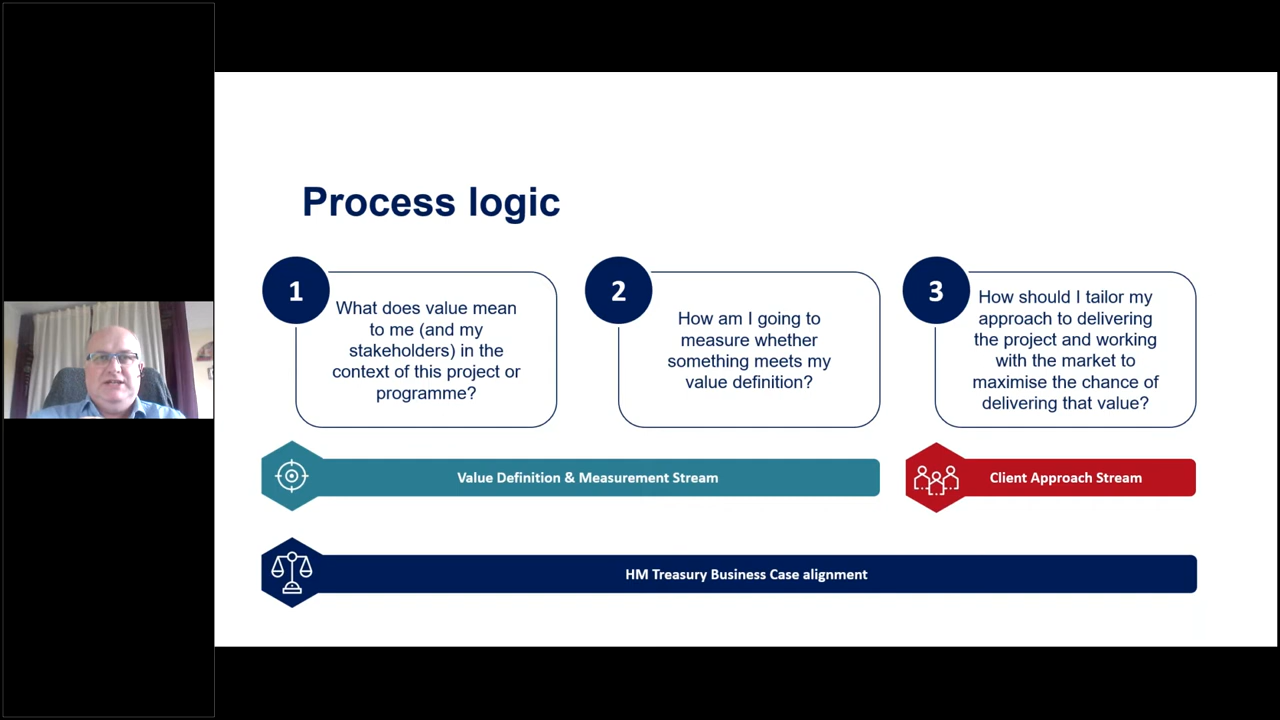 Process logic
1
What does value mean
to me (and my
stakeholders) in the
context of this project or
programme?
2
How am I going to
measure whether
something meets my
value definition?
3
How should I tailor my
approach to delivering
the project and working
with the market to
maximise the chance of
delivering that value?
Value Definition & Measurement Stream
Client Approach Stream
HM Treasury Business Case alignment